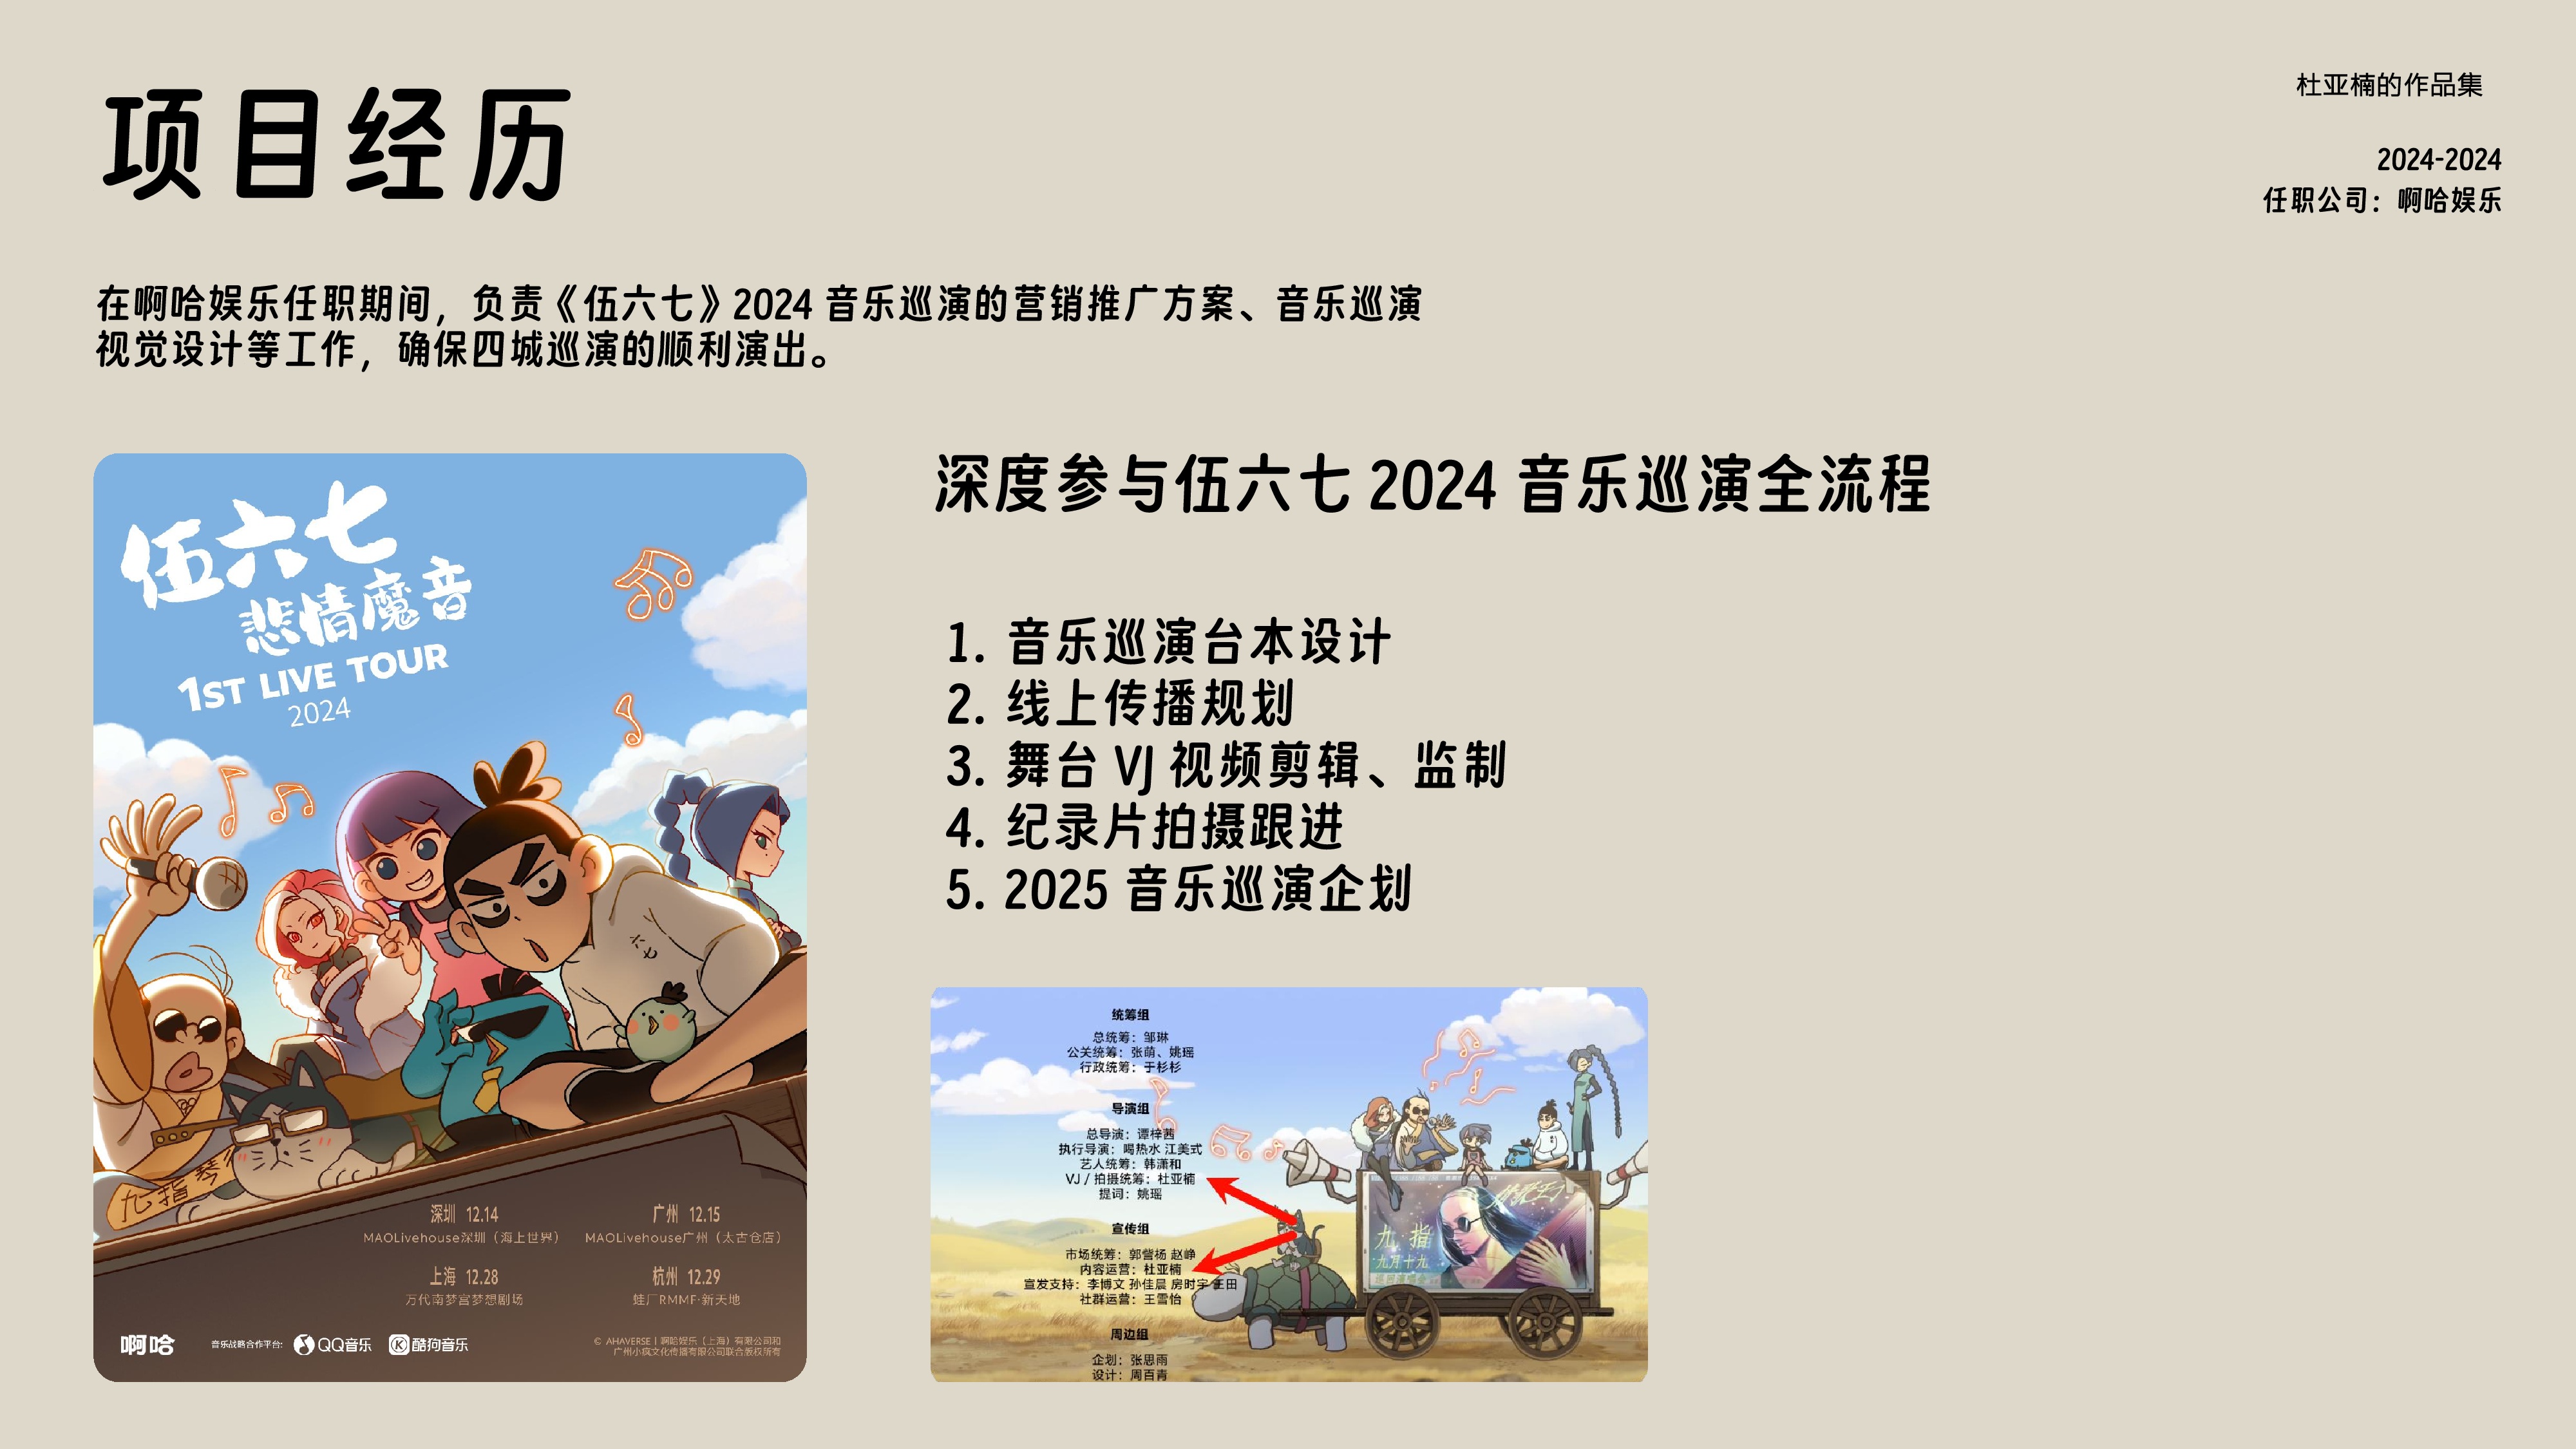 项目经历
杜亚楠的作品集
2024-2024
任职公司：啊哈娱乐
在啊哈娱乐任职期间，负责《伍六七》2024 音乐巡演的营销推广方案、音乐巡演
视觉设计等工作，确保四城巡演的顺利演出。
伍六七
悲情魔音
1ST LIVE TOUR
2024
六七
九指琴
深圳 12.14
MAOLivehouse深圳（海上世界）
广州 12.15
MAOLivehouse广州（太古仓店）
上海 12.28
万代南梦宫梦想剧场
杭州 12.29
蛙厂RMMF·新天地
啊哈
音乐战略合作平台:
QQ音乐
酷狗音乐
© AHAVERSE | 啊哈娱乐（上海）有限公司和
广州小疯文化传播有限公司联合版权所有
深度参与伍六七 2024 音乐巡演全流程
1. 音乐巡演台本设计
2. 线上传播规划
3. 舞台 VJ 视频剪辑、监制
4. 纪录片拍摄跟进
5. 2025 音乐巡演企划
统筹组
总统筹：邹琳
公关统筹：张萌、姚瑶
行政统筹：于杉杉
导演组
总导演：谭梓茜
执行导演：喝热水 江美式
艺人统筹：韩潇和
VJ / 拍摄统筹：杜亚楠
提词：姚瑶
宣传组
市场统筹：郭訾杨 赵峥
内容运营：杜亚楠
宣发支持：李博文 孙佳晨 房时宇 王田
社群运营：王雪怡
周边组
企划：张思雨
设计：周百青
九指
九月十九